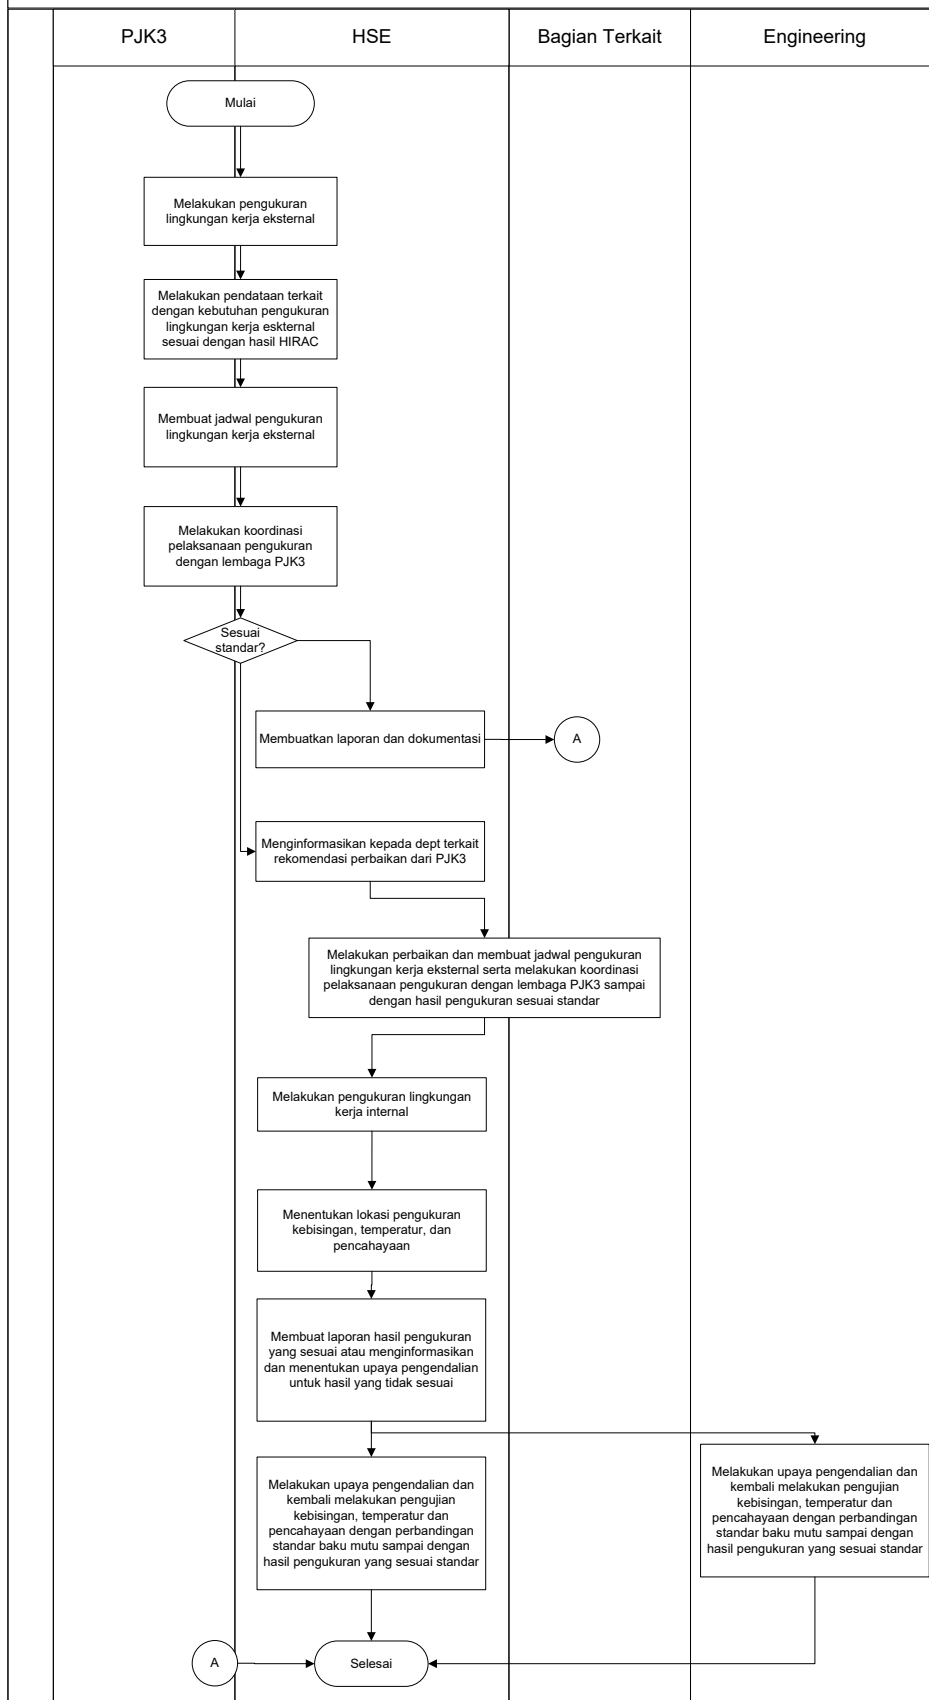 PJK3
HSE
Bagian Terkait
Engineering
Mulai
Melakukan pengukuran
lingkungan kerja eksternal
Melakukan pendataan terkait
dengan kebutuhan pengukuran
lingkungan kerja eskternal
sesuai dengan hasil HIRAC
Membuat jadwal pengukuran
lingkungan kerja eksternal
Melakukan koordinasi
pelaksanaan pengukuran
dengan lembaga PJK3
Sesuai
standar?
Membuatkan laporan dan dokumentasi
A
Menginformasikan kepada dept terkait
rekomendasi perbaikan dari PJK3
Melakukan perbaikan dan membuat jadwal pengukuran
lingkungan kerja eksternal serta melakukan koordinasi
pelaksanaan pengukuran dengan lembaga PJK3 sampai
dengan hasil pengukuran sesuai standar
Melakukan pengukuran lingkungan
kerja internal
Menentukan lokasi pengukuran
kebisingan, temperatur, dan
pencahayaan
Membuat laporan hasil pengukuran
yang sesuai atau menginformasikan
dan menentukan upaya pengendalian
untuk hasil yang tidak sesuai
Melakukan upaya pengendalian dan
kembali melakukan pengujian
kebisingan, temperatur dan
pencahayaan dengan perbandingan
standar baku mutu sampai dengan
hasil pengukuran yang sesuai standar
Melakukan upaya pengendalian dan
kembali melakukan pengujian
kebisingan, temperatur dan
pencahayaan dengan perbandingan
standar baku mutu sampai dengan
hasil pengukuran yang sesuai standar
A
Selesai